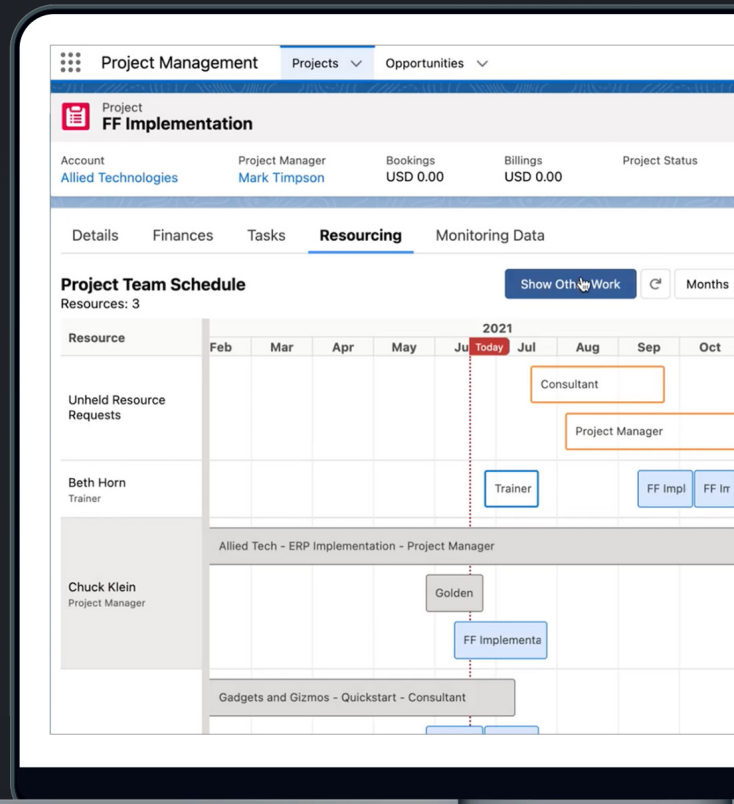 Project Management
Projects
Opportunities
Project
FF Implementation
Account
Project Manager
Bookings
Billings
Project Status
Allied Technologies
Mark Timpson
USD 0.00
USD 0.00
Details
Finances
Tasks
Resourcing
Monitoring Data
Project Team Schedule
Resources: 3
Show Work
Months
Resource
2021
Feb
Mar
Apr
May
Today
Jul
Aug
Sep
Oct
Unheld Resource
Requests
Consultant
Project Manager
Beth Horn
Trainer
Trainer
FF Impl
FF
Allied Tech - ERP Implementation - Project Manager
Chuck Klein
Project Manager
Golden
FF Implementa
Gadgets and Gizmos - Quickstart - Consultant